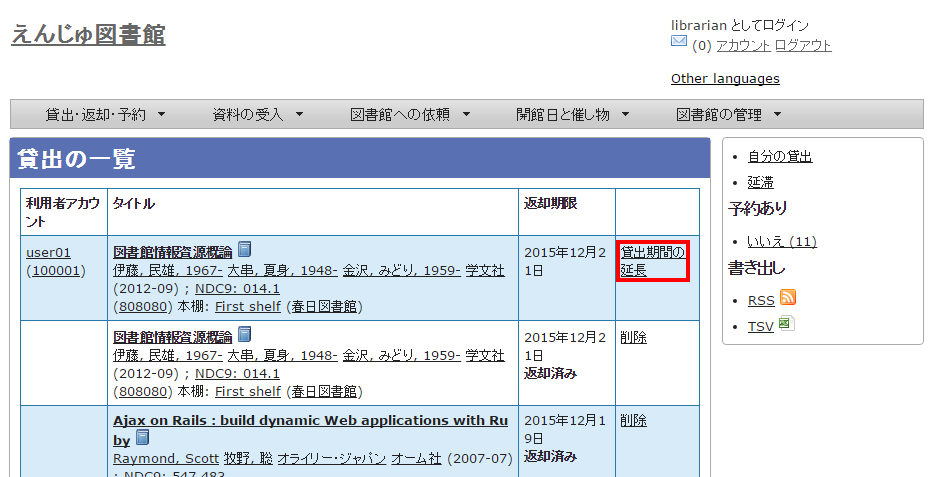 えんじゅ図書館
librarian としてログイン
(0) アカウント ログアウト
Other languages
貸出・返却・予約 ▼ 資料の受入 ▼ 図書館への依頼 ▼ 開館日と催し物 ▼ 図書館の管理 ▼
貸出の一覧
利用者アカウ
ント
タイトル
返却期限
user01
(100001)
図書館情報資源概論
伊藤, 民雄, 1967- 大串, 夏身, 1948- 金沢, みどり, 1959- 学文社
(2012-09) ; NDC9: 014.1
(808080) 本棚: First shelf (春日図書館)
2015年12月2
1日
貸出期間の
延長
図書館情報資源概論
伊藤, 民雄, 1967- 大串, 夏身, 1948- 金沢, みどり, 1959- 学文社
(2012-09) ; NDC9: 014.1
(808080) 本棚: First shelf (春日図書館)
2015年12月2
1日
返却済み
削除
Ajax on Rails : build dynamic Web applications with Ru
by
Raymond, Scott 牧野, 聡 オライリー・ジャパン オーム社 (2007-07)
; NDC9: 547.483
2015年12月1
9日
返却済み
削除
• 自分の貸出
• 延滞
予約あり
• いいえ (11)
書き出し
• RSS
• TSV